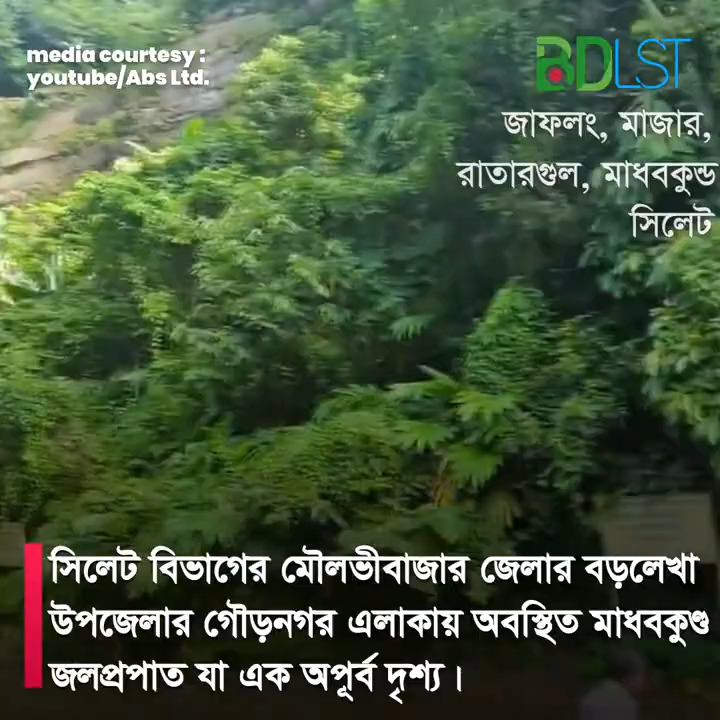 media courtesy :
youtube/Abs Ltd.
BDLST
জাফলং, মাজার,
রাতারগুল, মাধবকুন্ড
সিলেট
সিলেট বিভাগের মৌলভীবাজার জেলার বড়লেখা
উপজেলার গৌড়নগর এলাকায় অবস্থিত মাধবকুণ্ড
জলপ্রপাত যা এক অপূর্ব দৃশ্য।